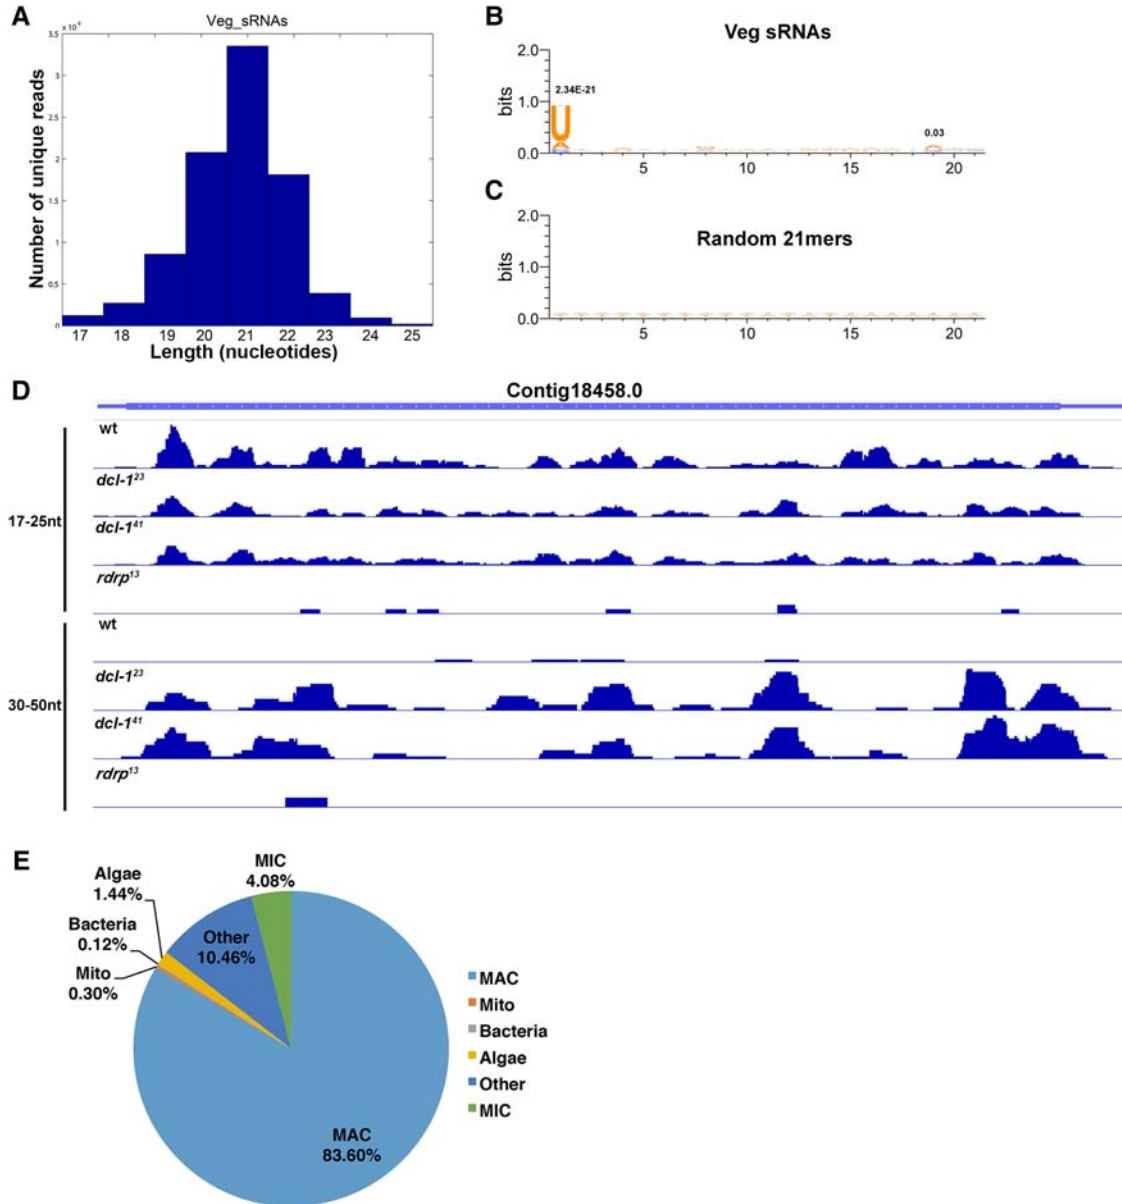 A
Veg_sRNAs
×10⁶
3.5
3
2.5
2
1.5
1
0.5
0
Number of unique reads
17 18 19 20 21 22 23 24 25
Length (nucleotides)
B
Veg sRNAs
2.0
1.0
0.0
bits
2.34E-21
U
0.03
5 10 15 20
C
Random 21mers
2.0
1.0
0.0
bits
5 10 15 20
D
Contig18458.0
17-25nt
wt
dcl-1²³
dcl-1⁴¹
rdrp¹³
30-50nt
wt
dcl-1²³
dcl-1⁴¹
rdrp¹³
E
MIC
4.08%
Algae
1.44%
Bacteria
0.12%
Mito
0.30%
Other
10.46%
MAC
83.60%
MAC
Mito
Bacteria
Algae
Other
MIC